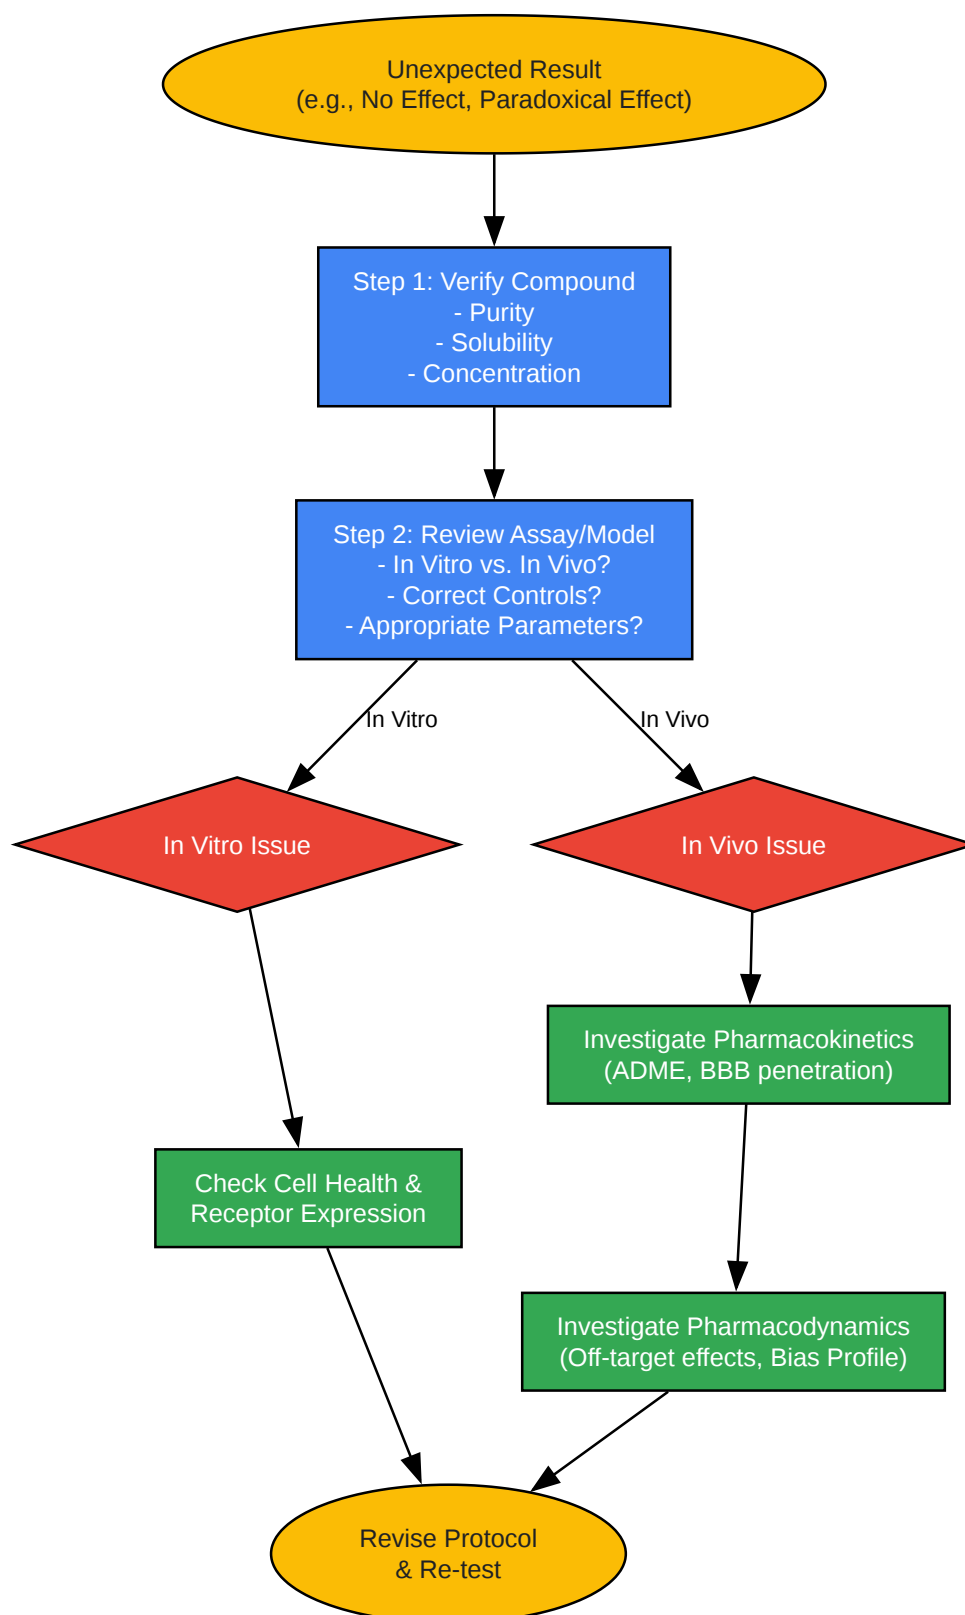 Unexpected Result
(e.g., No Effect, Paradoxical Effect)
Step 1: Verify Compound
- Purity
- Solubility
- Concentration
Step 2: Review Assay/Model
- In Vitro vs. In Vivo?
- Correct Controls?
- Appropriate Parameters?
In Vitro
In Vivo
In Vitro Issue
In Vivo Issue
Investigate Pharmacokinetics
(ADME, BBB penetration)
Check Cell Health &
Receptor Expression
Investigate Pharmacodynamics
(Off-target effects, Bias Profile)
Revise Protocol
& Re-test